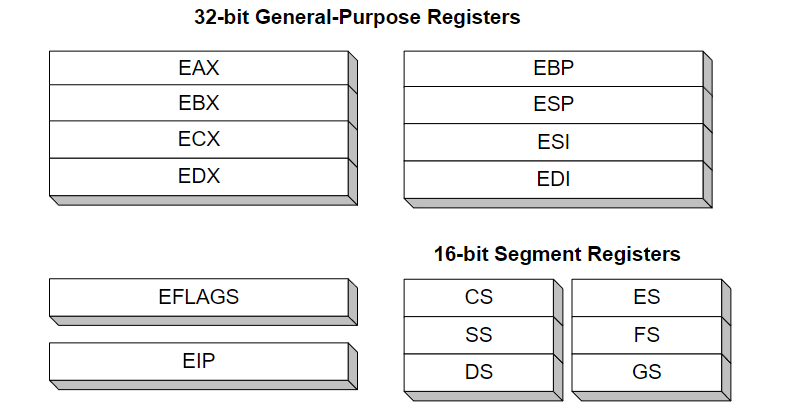 32-bit General-Purpose Registers
EAX
EBX
ECX
EDX
EBP
ESP
ESI
EDI
16-bit Segment Registers
EFLAGS
EIP
CS
SS
DS
ES
FS
GS